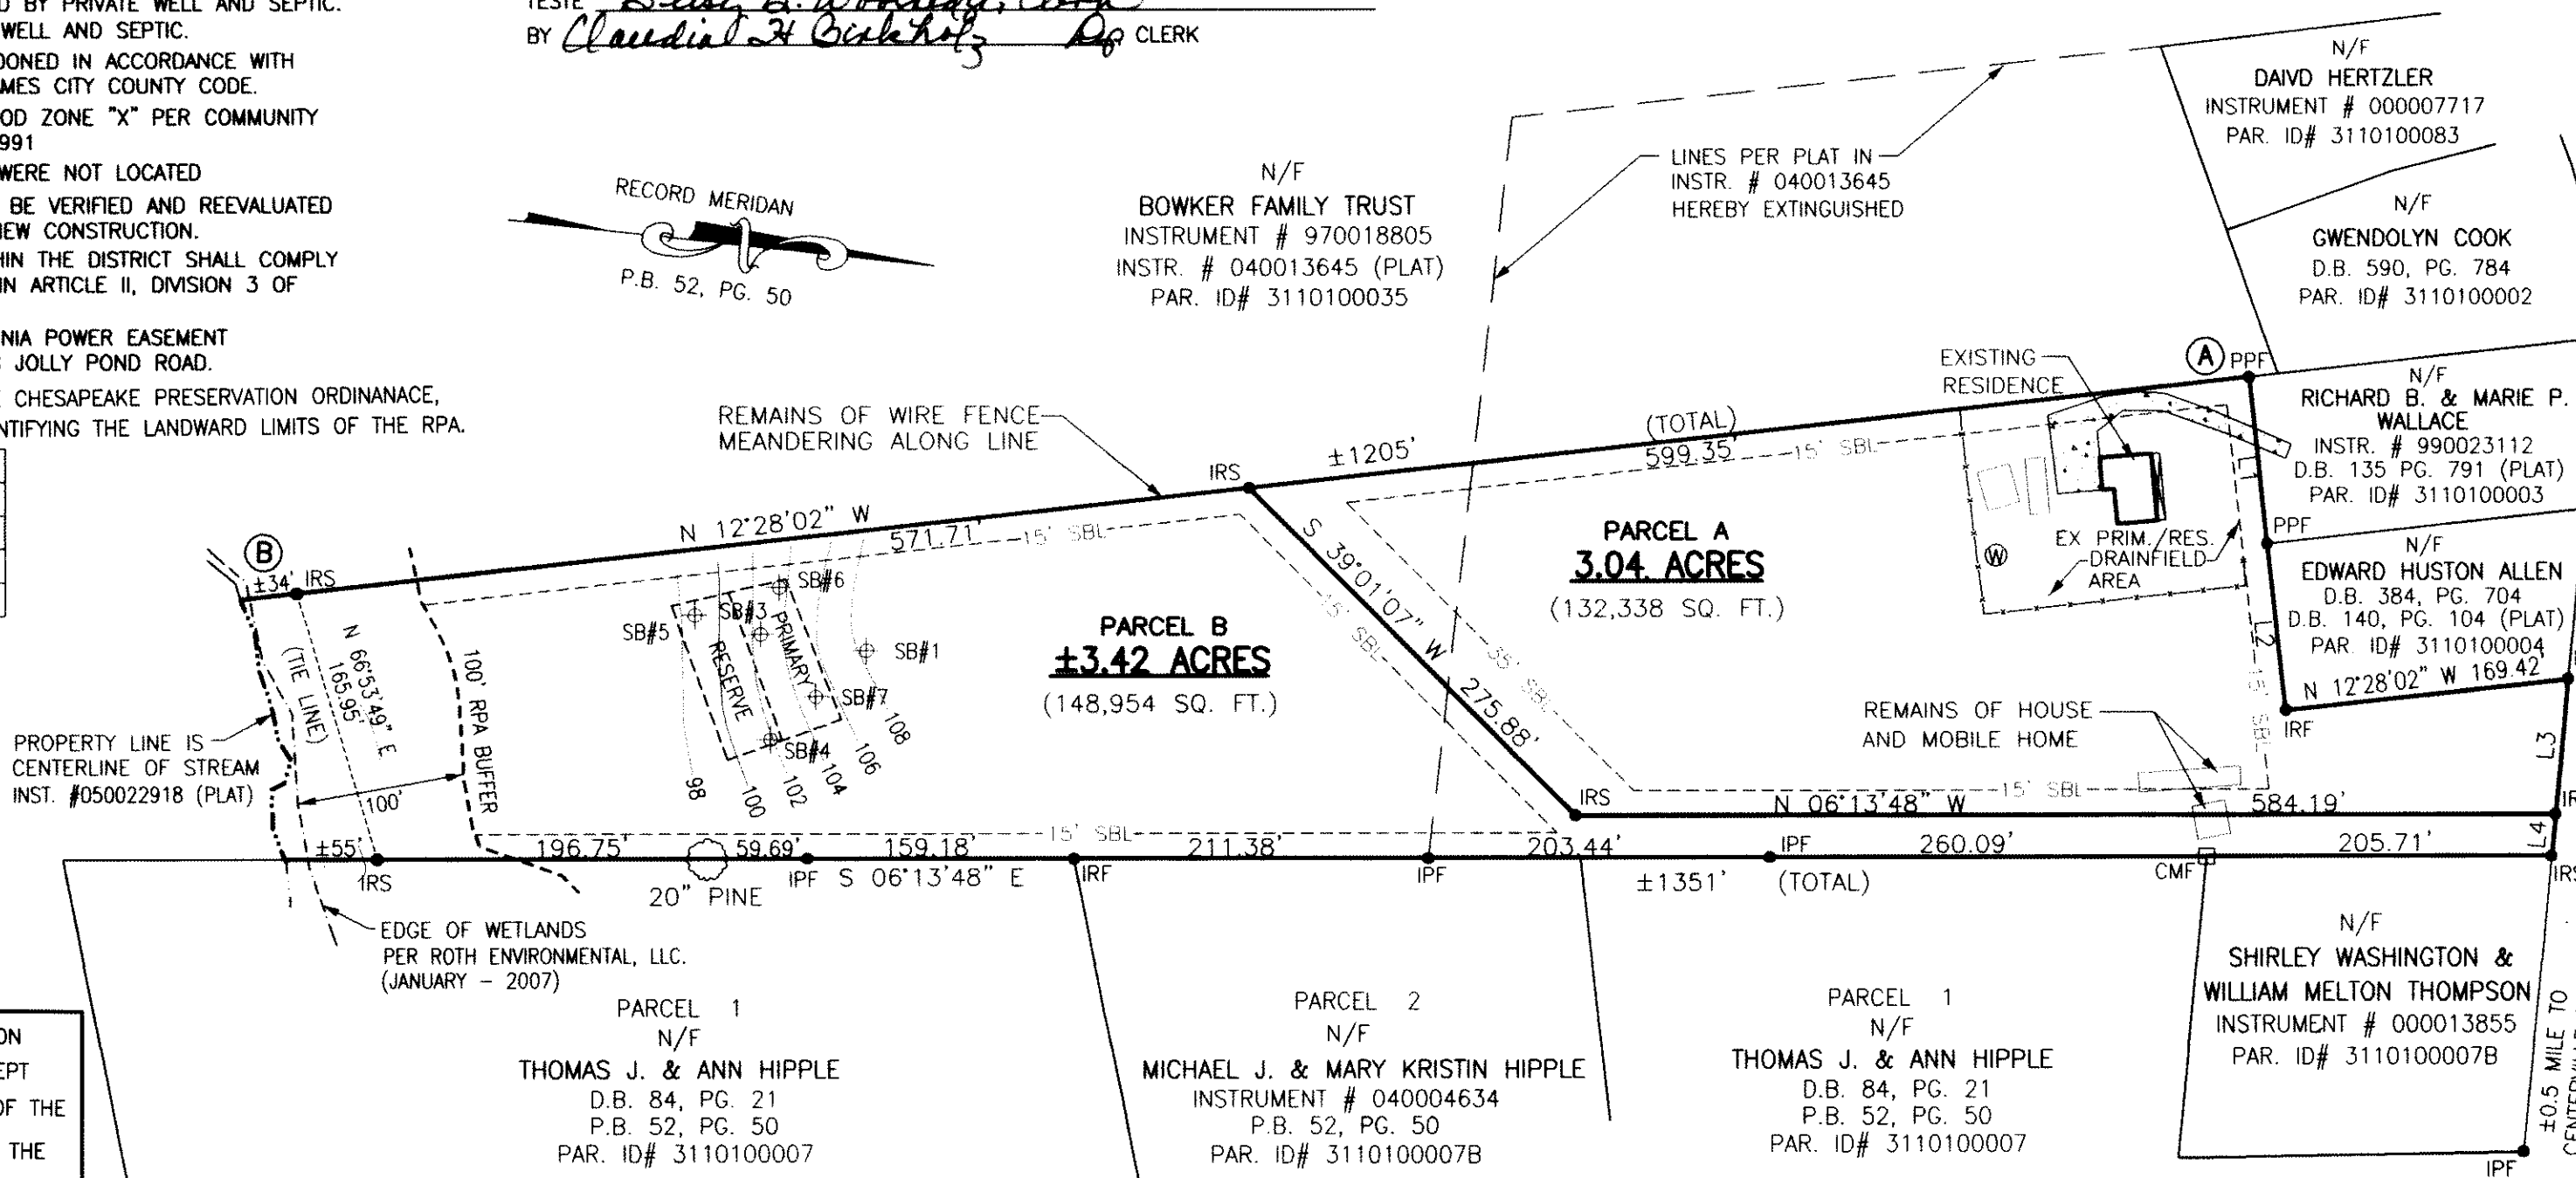 D BY PRIVATE WELL AND SEPTIC.
WELL AND SEPTIC.
DONED IN ACCORDANCE WITH
MES CITY COUNTY CODE.
OD ZONE "X" PER COMMUNITY
991
WERE NOT LOCATED
BE VERIFIED AND REEVALUATED
NEW CONSTRUCTION.
HIN THE DISTRICT SHALL COMPLY
IN ARTICLE II, DIVISION 3 OF
NIA POWER EASEMENT
S JOLLY POND ROAD.
CHESAPEAKE PRESERVATION ORDINANACE,
NTIFYING THE LANDWARD LIMITS OF THE RPA.
TESTE
BY Claudial H Birkholz Dep CLERK
RECORD MERIDAN
P.B. 52, PG. 50
N/F
BOWKER FAMILY TRUST
INSTRUMENT # 970018805
INSTR. # 040013645 (PLAT)
PAR. ID# 3110100035
LINES PER PLAT IN
INSTR. # 040013645
HEREBY EXTINGUISHED
N/F
DAIVD HERTZLER
INSTRUMENT # 000007717
PAR. ID# 3110100083
N/F
GWENDOLYN COOK
D.B. 590, PG. 784
PAR. ID# 3110100002
A PPF
N/F
RICHARD B. & MARIE P.
WALLACE
INSTR. # 990023112
D.B. 135 PG. 791 (PLAT)
PAR. ID# 3110100003
PPF
N/F
EDWARD HUSTON ALLEN
D.B. 384, PG. 704
D.B. 140, PG. 104 (PLAT)
PAR. ID# 3110100004
N 12°28'02" W 169.42'
IRF
L1
L2
L3
L4
EXISTING
RESIDENCE
EX PRIM./RES.
DRAINFIELD
AREA
W
15' SBL
REMAINS OF WIRE FENCE
MEANDERING ALONG LINE
IRS
±1205'
(TOTAL)
599.35'
15' SBL
N 12°28'02" W
571.71'
15' SBL
B
±34' IRS
N 66°53'49" E
165.95'
(TIE LINE)
100' RPA BUFFER
100'
PROPERTY LINE IS
CENTERLINE OF STREAM
INST. #050022918 (PLAT)
SB#6
SB#3
SB#5
SB#1
SB#7
SB#4
PRIMARY
RESERVE
98
100
102
104
106
108
PARCEL B
±3.42 ACRES
(148,954 SQ. FT.)
S 39°01'07" W
275.88'
15' SBL
35' SBL
PARCEL A
3.04 ACRES
(132,338 SQ. FT.)
REMAINS OF HOUSE
AND MOBILE HOME
IRS
N 06°13'48" W
15' SBL
584.19'
IR
±55'
IRS
196.75'
20" PINE
59.69'
IPF
S 06°13'48" E
159.18'
IRF
15' SBL
211.38'
IPF
203.44'
±1351'
(TOTAL)
IPF
260.09'
CMF
205.71'
IRS
EDGE OF WETLANDS
PER ROTH ENVIRONMENTAL, LLC.
(JANUARY - 2007)
PARCEL 1
N/F
THOMAS J. & ANN HIPPLE
D.B. 84, PG. 21
P.B. 52, PG. 50
PAR. ID# 3110100007
PARCEL 2
N/F
MICHAEL J. & MARY KRISTIN HIPPLE
INSTRUMENT # 040004634
P.B. 52, PG. 50
PAR. ID# 3110100007B
PARCEL 1
N/F
THOMAS J. & ANN HIPPLE
D.B. 84, PG. 21
P.B. 52, PG. 50
PAR. ID# 3110100007
N/F
SHIRLEY WASHINGTON &
WILLIAM MELTON THOMPSON
INSTRUMENT # 000013855
PAR. ID# 3110100007B
IPF
±0.5 MILE TO
CENTERVILLE
ON
EPT
OF THE
THE